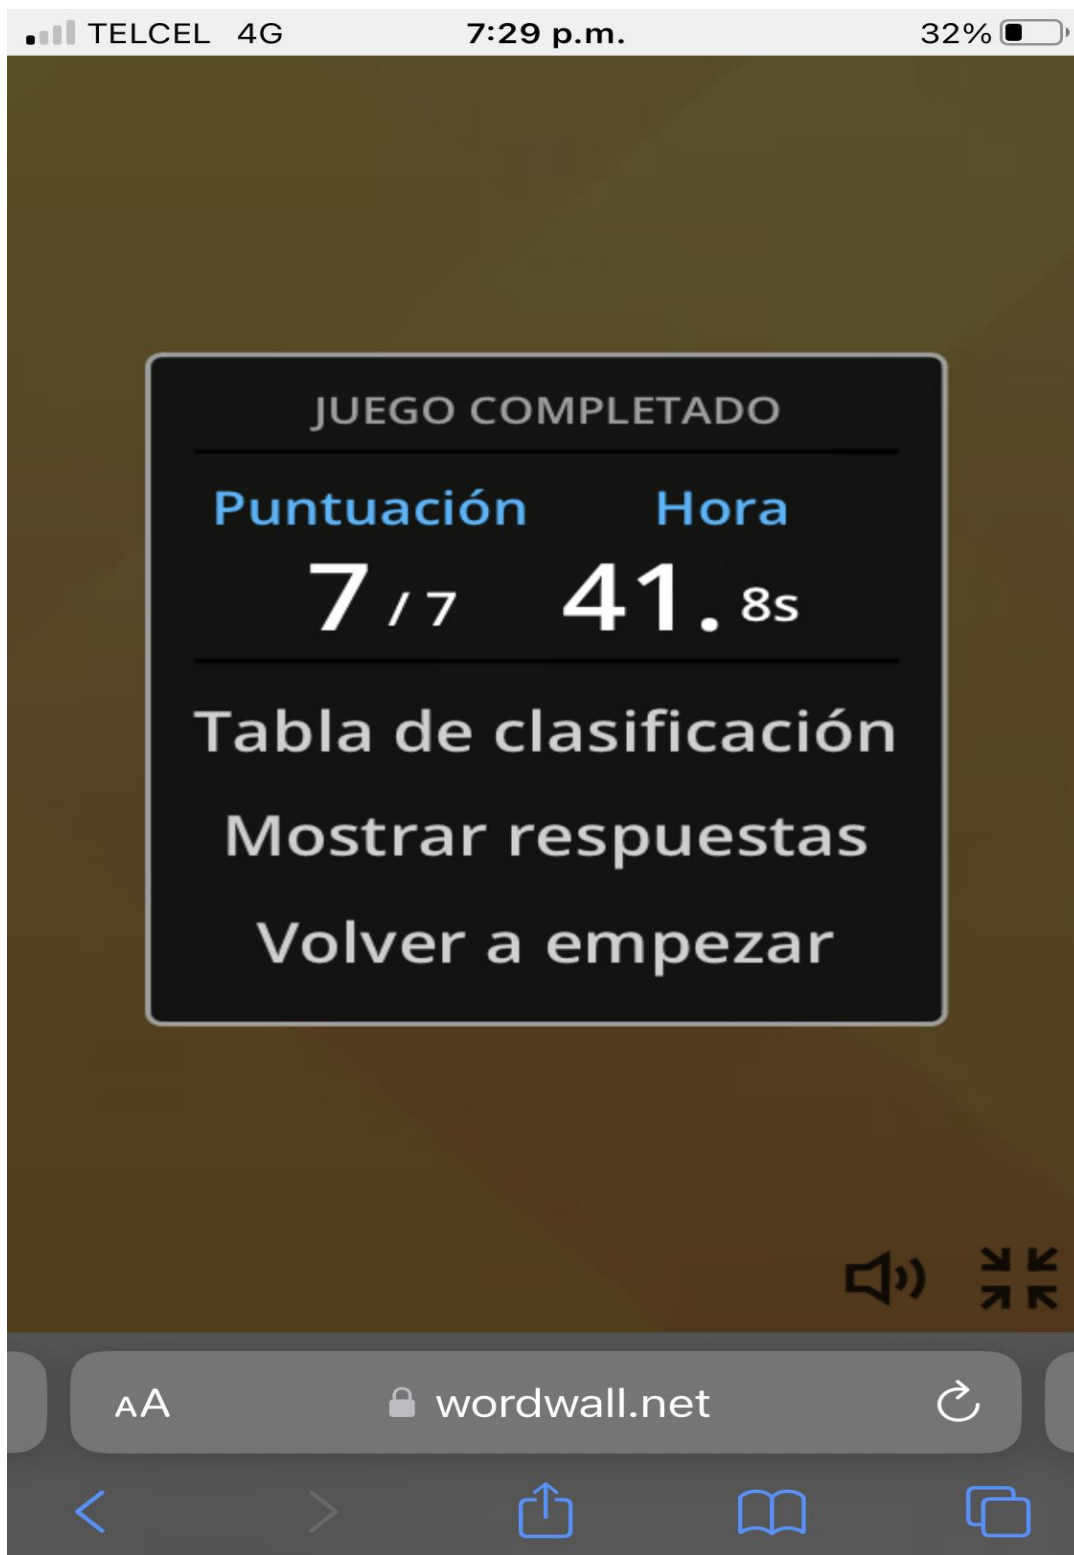 TELCEL 4G 7:29 p.m. 32%
JUEGO COMPLETADO
Puntuación Hora
7 / 7 41. 8s
Tabla de clasificación
Mostrar respuestas
Volver a empezar
AA wordwall.net